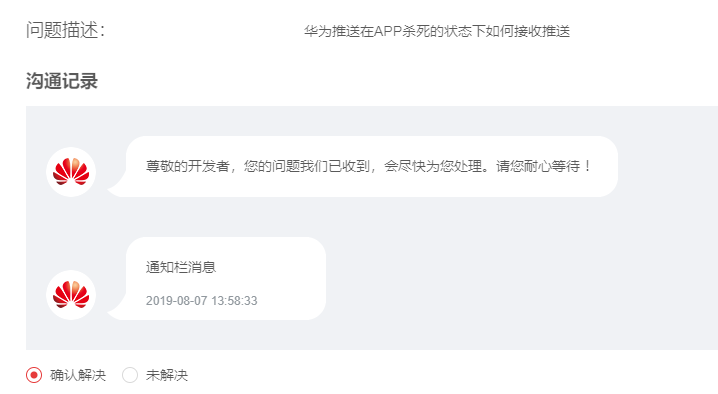 问题描述： 华为推送在APP杀死的状态下如何接收推送
沟通记录
尊敬的开发者，您的问题我们已收到，会尽快为您处理。请您耐心等待！
通知栏消息
2019-08-07 13:58:33
确认解决 未解决